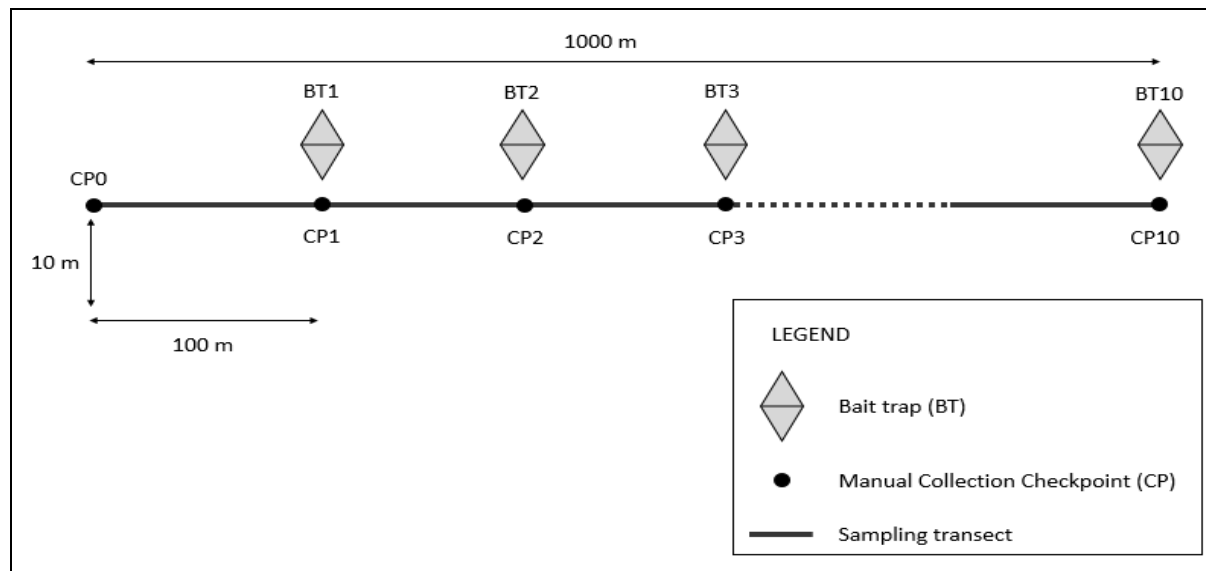 1000 m
BT1
BT2
BT3
BT10
CP0
CP1
CP2
CP3
CP10
10 m
100 m
LEGEND
Bait trap (BT)
Manual Collection Checkpoint (CP)
Sampling transect